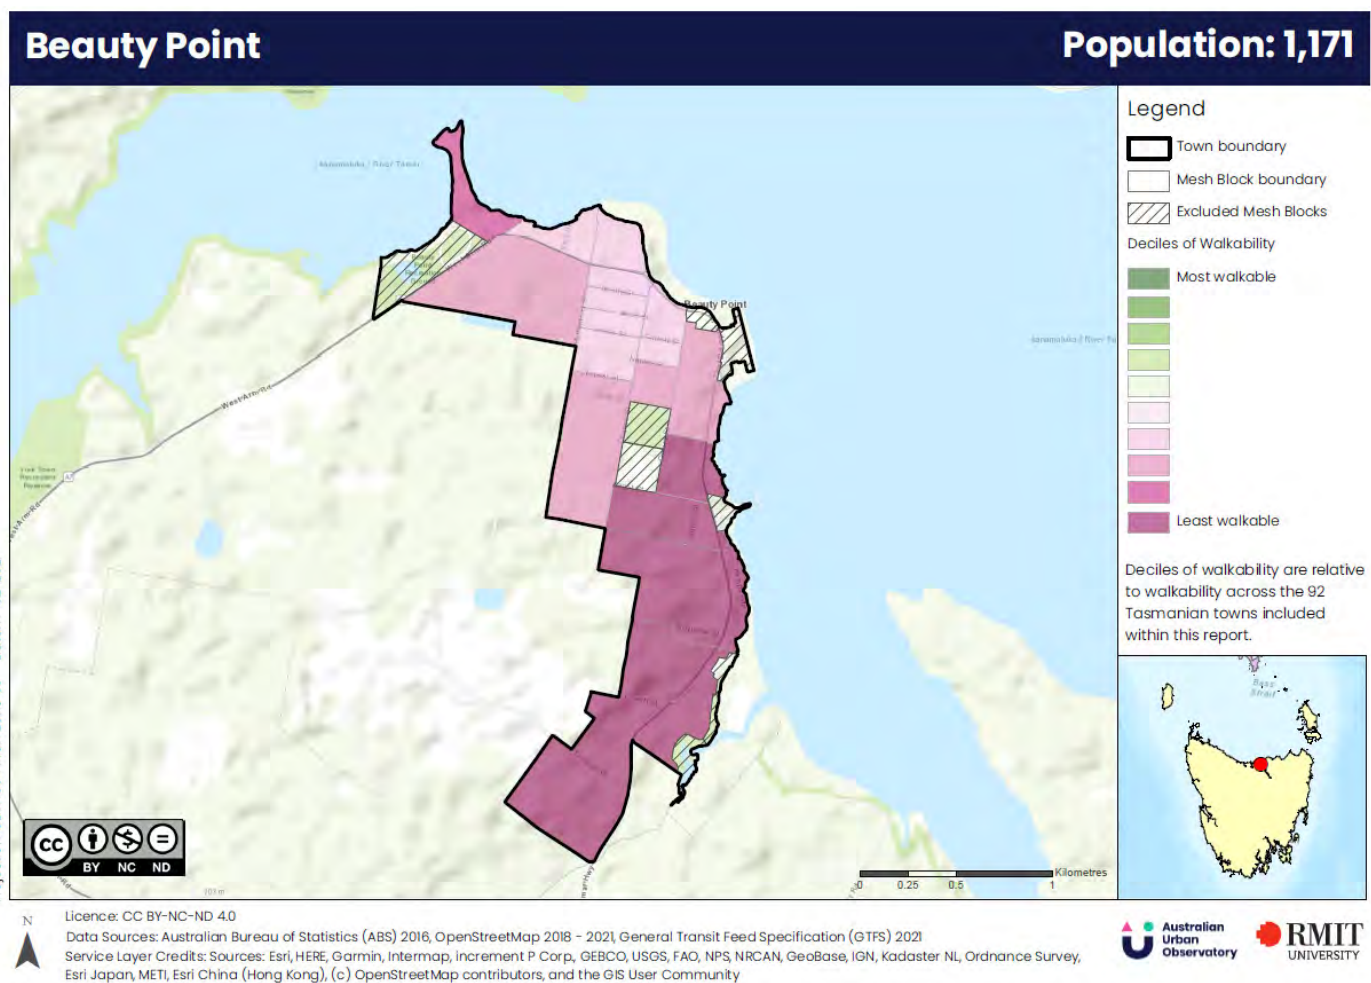 Beauty Point
Population: 1,171
Legend
Town boundary
Mesh Block boundary
Excluded Mesh Blocks
Deciles of Walkability
Most walkable
Least walkable
Deciles of walkability are relative
to walkability across the 92
Tasmanian towns included
within this report.
Beauty Point
West Arm Rd
Bass
Strait
Kilometres
0 0.25 0.5 1
cc
BY NC ND
N
Licence: CC BY-NC-ND 4.0
Data Sources: Australian Bureau of Statistics (ABS) 2016, OpenStreetMap 2018 - 2021, General Transit Feed Specification (GTFS) 2021
Service Layer Credits: Sources: Esri, HERE, Garmin, Intermap, increment P Corp., GEBCO, USGS, FAO, NPS, NRCAN, GeoBase, IGN, Kadaster NL, Ordnance Survey,
Esri Japan, METI, Esri China (Hong Kong), (c) OpenStreetMap contributors, and the GIS User Community
Australian
Urban
Observatory
RMIT
UNIVERSITY